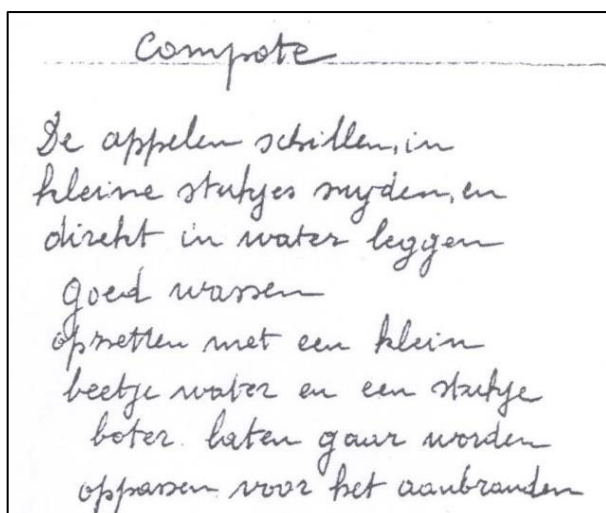 Compote
De appelen schillen, in
kleine stukjes snyden, en
direkt in water leggen
goed wassen
opzetten met een klein
beetje water en een stukje
boter. laten gaar worden
oppassen voor het aanbranden